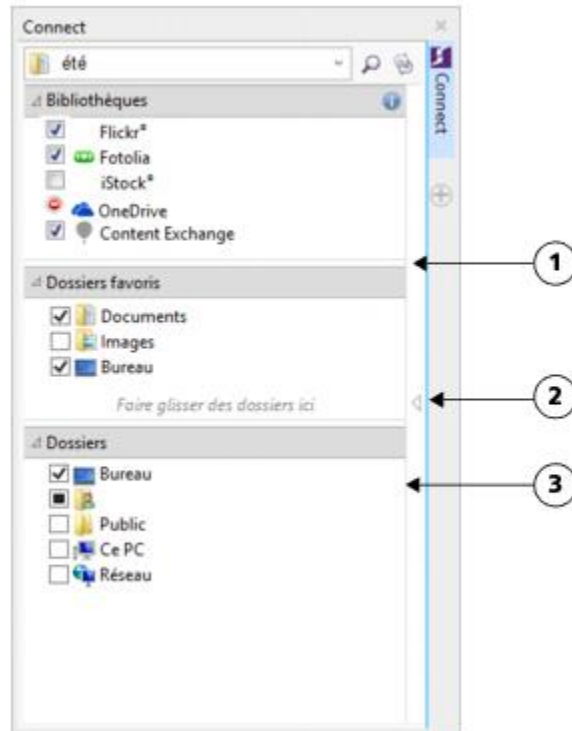 Connect
été
Bibliothèques
Flickr®
Fotolia
iStock®
OneDrive
Content Exchange
Dossiers favoris
Documents
Images
Bureau
Faire glisser des dossiers ici
Dossiers
Bureau
Public
Ce PC
Réseau
Connect
1
2
3